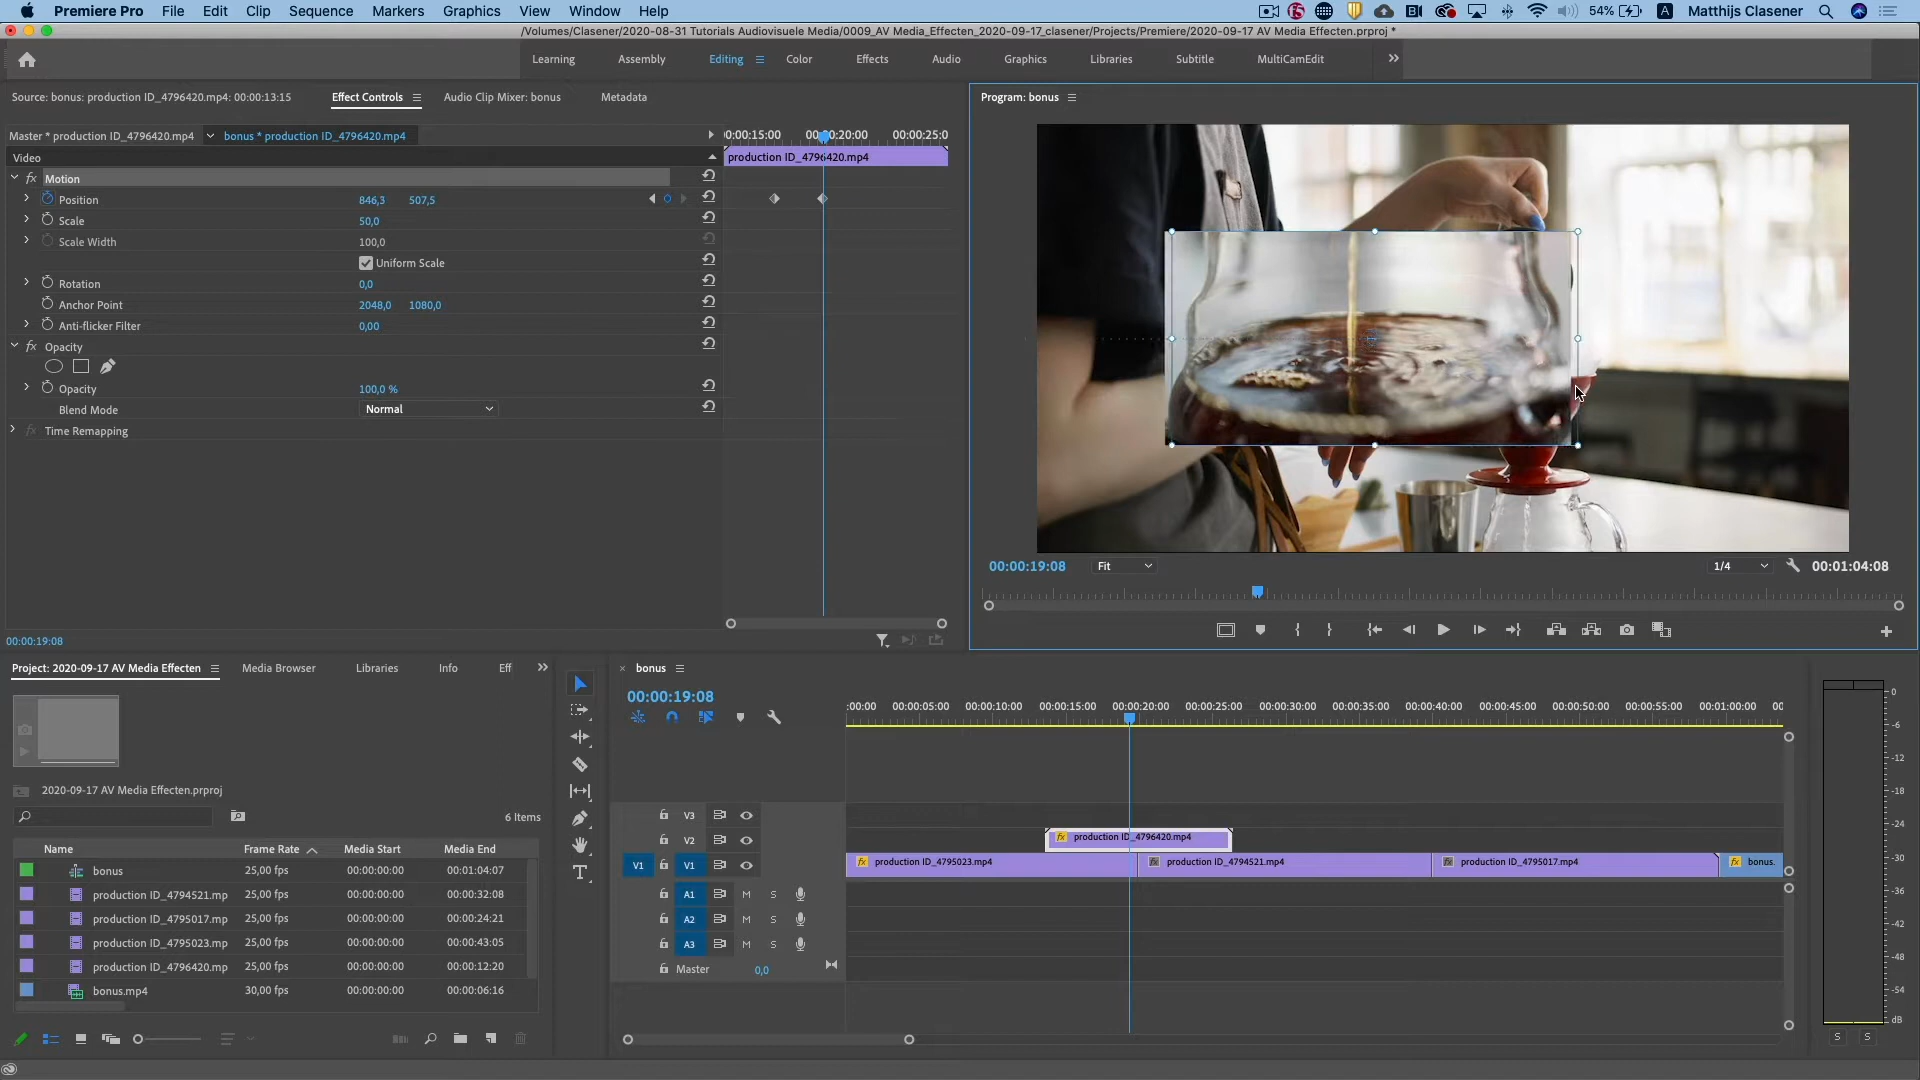 Premiere Pro File Edit Clip Sequence Markers Graphics View Window Help 54% A Matthijs Clasener
/Volumes/Clasener/2020-08-31 Tutorials Audiovisuele Media/0009_AV Media_Effecten_2020-09-17_clasener/Projects/Premiere/2020-09-17 AV Media Effecten.prproj *
Learning Assembly Editing Color Effects Audio Graphics Libraries Subtitle MultiCamEdit
Source: bonus: production ID_4796420.mp4: 00:00:13:15 Effect Controls Audio Clip Mixer: bonus Metadata
Program: bonus
Master * production ID_4796420.mp4 bonus * production ID_4796420.mp4
00:00:15:00 00:00:20:00 00:00:25:0
Video
production ID_4796420.mp4
fx Motion
Position 846,3 507,5
Scale 50,0
Scale Width 100,0
Uniform Scale
Rotation 0,0
Anchor Point 2048,0 1080,0
Anti-flicker Filter 0,00
fx Opacity
Opacity 100,0 %
Blend Mode Normal
fx Time Remapping
00:00:19:08 Fit 1/4 00:01:04:08
00:00:19:08
Project: 2020-09-17 AV Media Effecten Media Browser Libraries Info Eff
2020-09-17 AV Media Effecten.prproj
6 Items
Name Frame Rate Media Start Media End
bonus 25,00 fps 00:00:00:00 00:01:04:07
production ID_4794521.mp 25,00 fps 00:00:00:00 00:00:32:08
production ID_4795017.mp 25,00 fps 00:00:00:00 00:00:24:21
production ID_4795023.mp 25,00 fps 00:00:00:00 00:00:43:05
production ID_4796420.mp 25,00 fps 00:00:00:00 00:00:12:20
bonus.mp4 30,00 fps 00:00:00:00 00:00:06:16
bonus
00:00:19:08
:00:00 00:00:05:00 00:00:10:00 00:00:15:00 00:00:20:00 00:00:25:00 00:00:30:00 00:00:35:00 00:00:40:00 00:00:45:00 00:00:50:00 00:00:55:00 00:01:00:00 00
V3
V2
fx production ID_4796420.mp4
V1 V1
fx production ID_4795023.mp4 fx production ID_4794521.mp4 fx production ID_4795017.mp4 fx bonus.
A1 M S
A2 M S
A3 M S
Master 0,0
0
-6
-12
-18
-24
-30
-36
-42
-48
-54
dB
S S